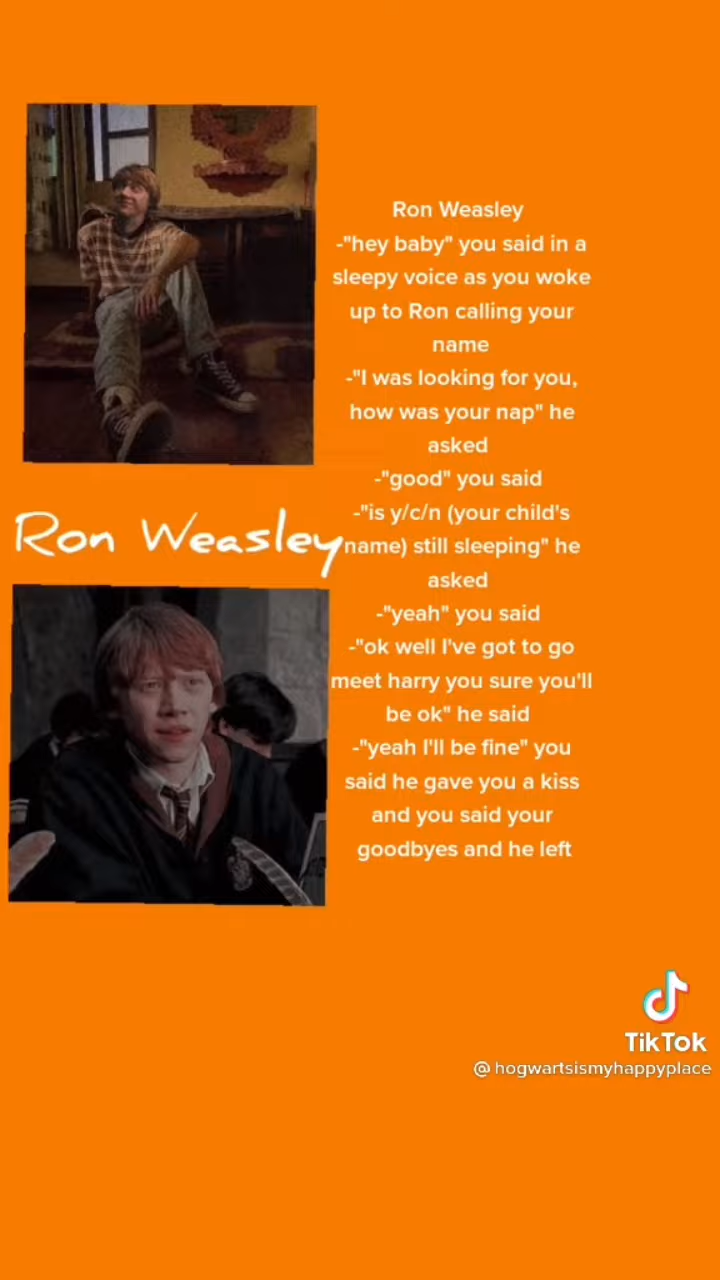 Ron Weasley
-"hey baby" you said in a
sleepy voice as you woke
up to Ron calling your
name
-"I was looking for you,
how was your nap" he
asked
-"good" you said
-"is y/c/n (your child's
name) still sleeping" he
asked
-"yeah" you said
-"ok well I've got to go
meet harry you sure you'll
be ok" he said
-"yeah I'll be fine" you
said he gave you a kiss
and you said your
goodbyes and he left
Ron Weasley
TikTok
@hogwartsismyhappyplace